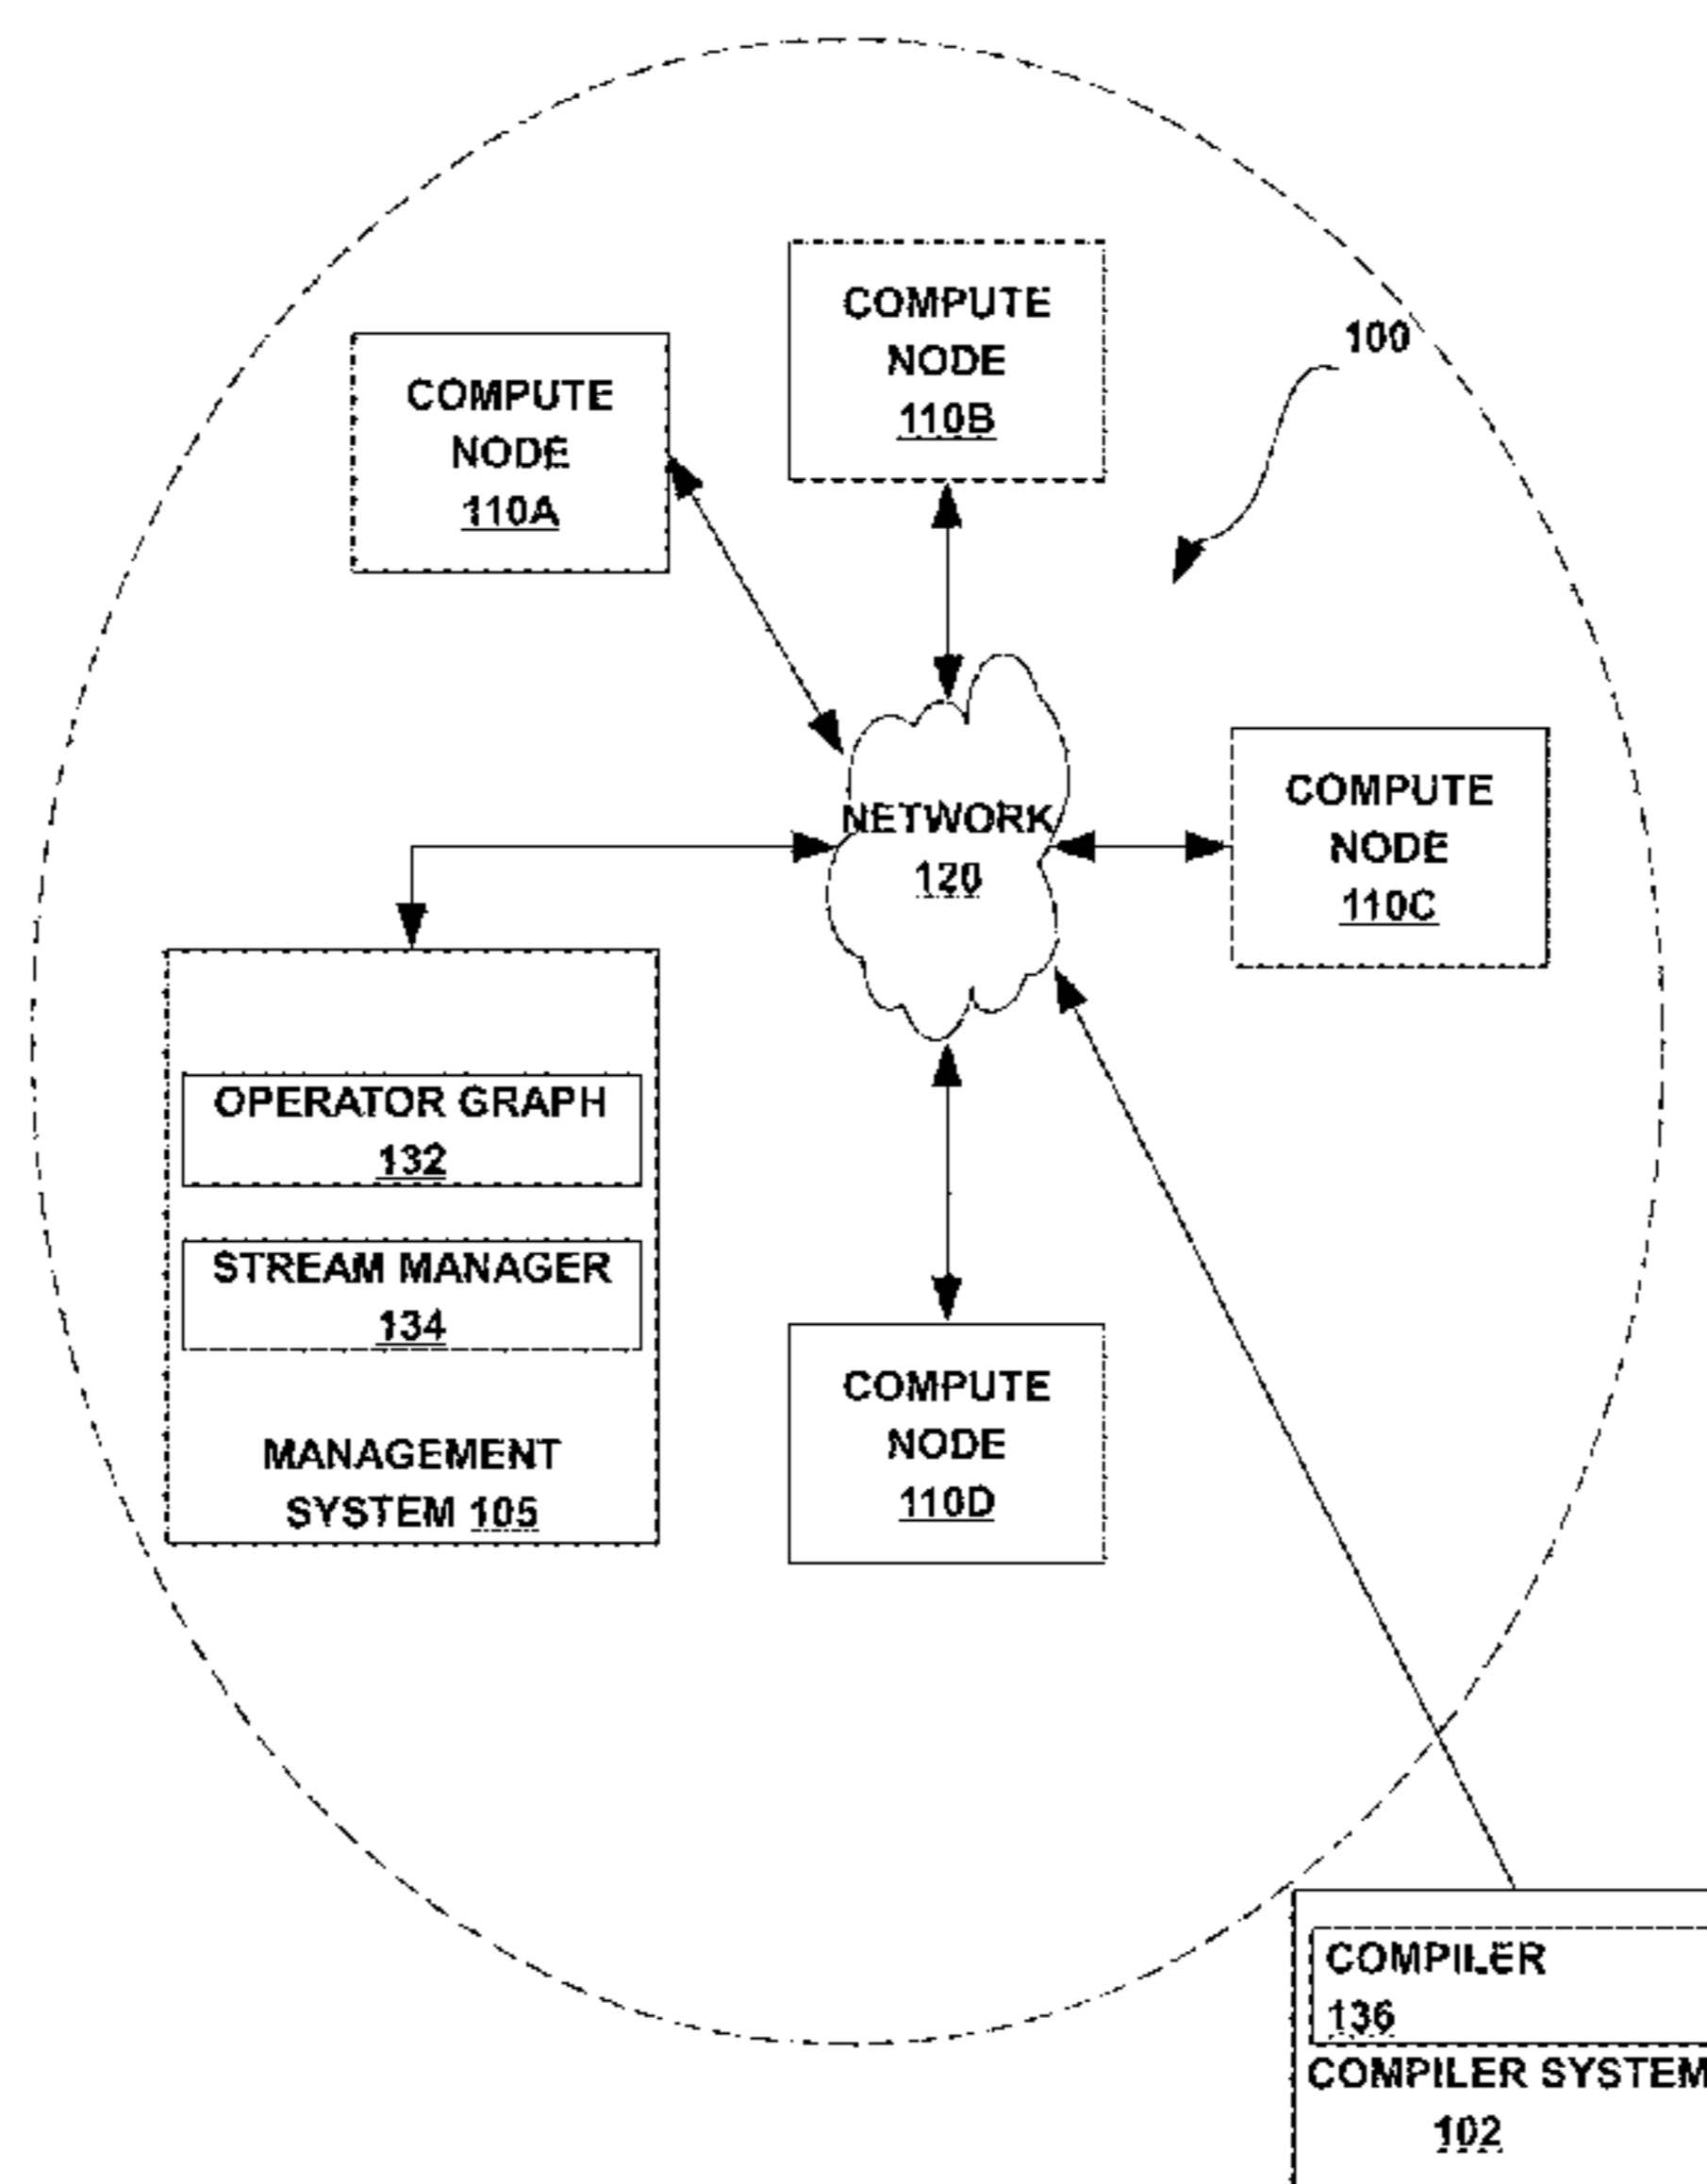 COMPUTE
NODE
110B
100
COMPUTE
NODE
110A
NETWORK
120
COMPUTE
NODE
110C
OPERATOR GRAPH
132
STREAM MANAGER
134
MANAGEMENT
SYSTEM 105
COMPUTE
NODE
110D
COMPILER
136
COMPILER SYSTEM
102